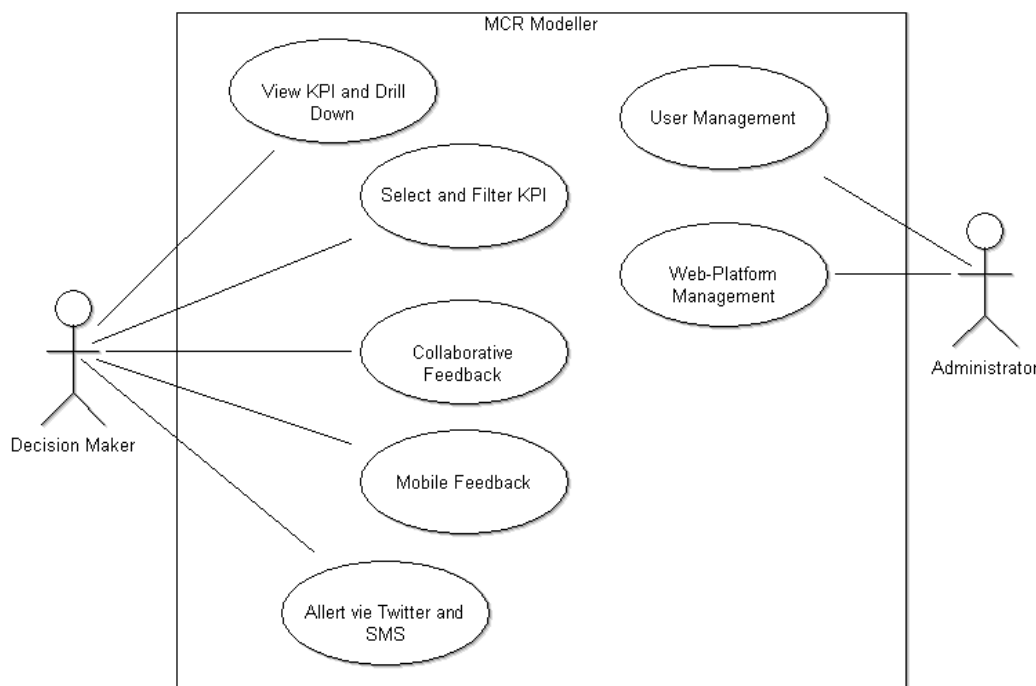 MCR Modeller
View KPI and Drill
Down
User Management
Select and Filter KPI
Web-Platform
Management
Collaborative
Feedback
Administrator
Decision Maker
Mobile Feedback
Allert vie Twitter and
SMS